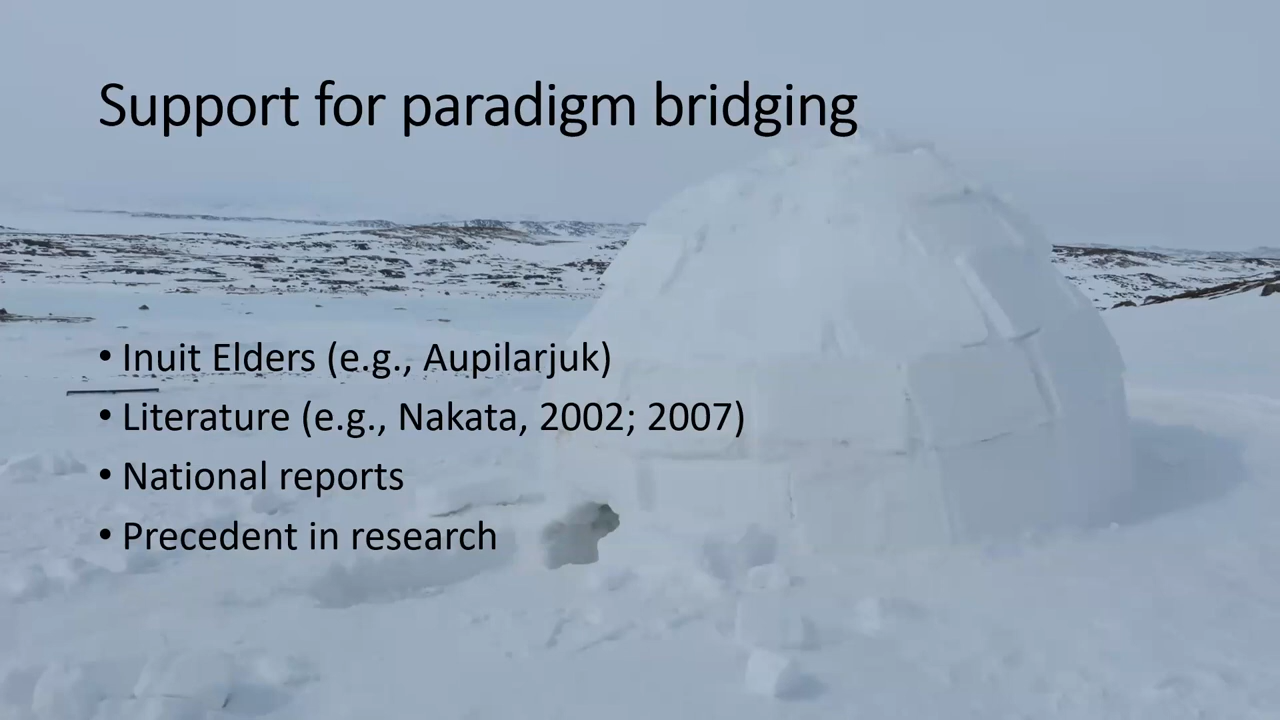 Support for paradigm bridging
• Inuit Elders (e.g., Aupilarjuk)
• Literature (e.g., Nakata, 2002; 2007)
• National reports
• Precedent in research